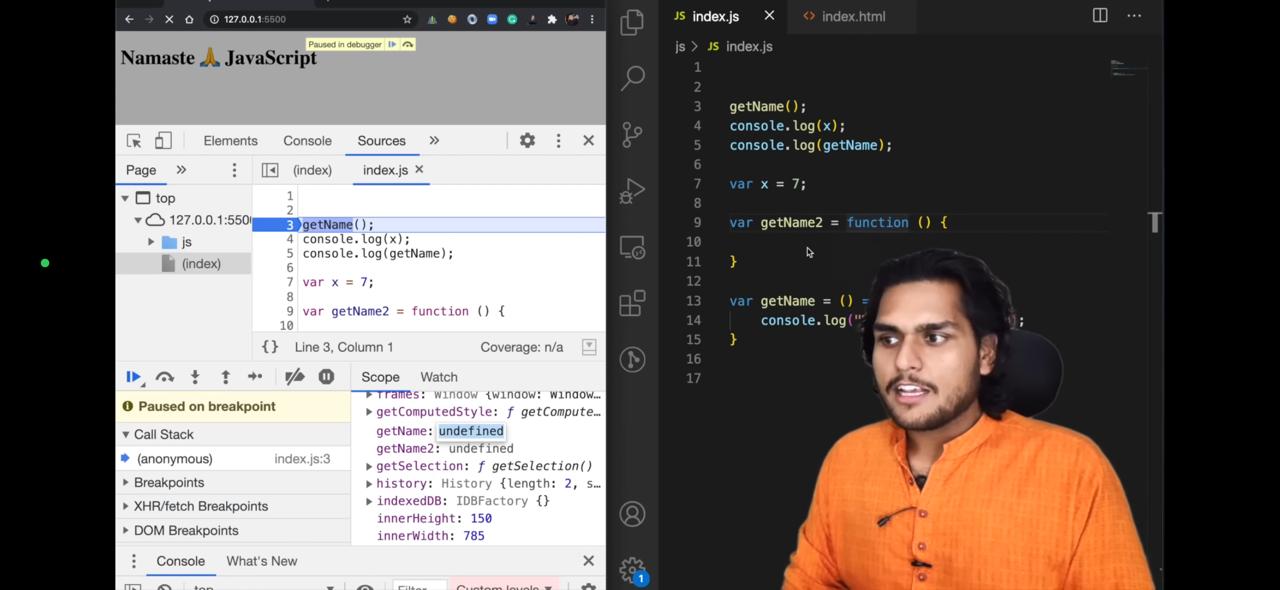 127.0.0.1:5500
Paused in debugger
Namaste 🙏 JavaScript
Elements Console Sources »
Page » (index) index.js ×
top
127.0.0.1:5500
js
(index)
1
2
3 getName();
4 console.log(x);
5 console.log(getName);
6
7 var x = 7;
8
9 var getName2 = function () {
10
{} Line 3, Column 1 Coverage: n/a
Scope Watch
Paused on breakpoint
Call Stack
(anonymous) index.js:3
Breakpoints
XHR/fetch Breakpoints
DOM Breakpoints
frames: Window {window: Window…
getComputedStyle: ƒ getCompute…
getName: undefined
getName2: undefined
getSelection: ƒ getSelection()
history: History {length: 2, s…
indexedDB: IDBFactory {}
innerHeight: 150
innerWidth: 785
Console What's New
top Filter Custom levels
JS index.js × <> index.html
js > JS index.js
1
2
3 getName();
4 console.log(x);
5 console.log(getName);
6
7 var x = 7;
8
9 var getName2 = function () {
10
11 }
12
13 var getName = () =
14 console.log(" ;
15 }
16
17
1